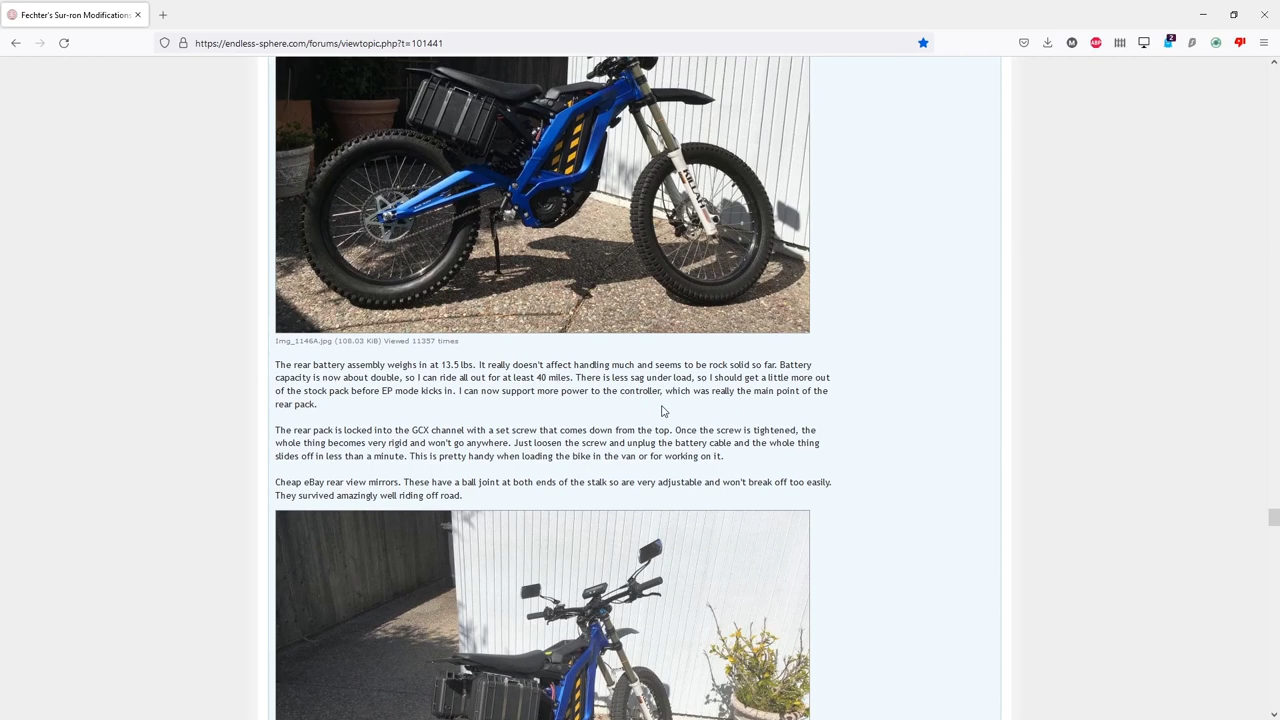 Fechter's Sur-ron Modifications
https://endless-sphere.com/forums/viewtopic.php?t=101441
ABP
2
Img_1146A.jpg (108.03 KiB) Viewed 11357 times
The rear battery assembly weighs in at 13.5 lbs. It really doesn't affect handling much and seems to be rock solid so far. Battery
capacity is now about double, so I can ride all out for at least 40 miles. There is less sag under load, so I should get a little more out
of the stock pack before EP mode kicks in. I can now support more power to the controller, which was really the main point of the
rear pack.
The rear pack is locked into the GCX channel with a set screw that comes down from the top. Once the screw is tightened, the
whole thing becomes very rigid and won't go anywhere. Just loosen the screw and unplug the battery cable and the whole thing
slides off in less than a minute. This is pretty handy when loading the bike in the van or for working on it.
Cheap eBay rear view mirrors. These have a ball joint at both ends of the stalk so are very adjustable and won't break off too easily.
They survived amazingly well riding off road.